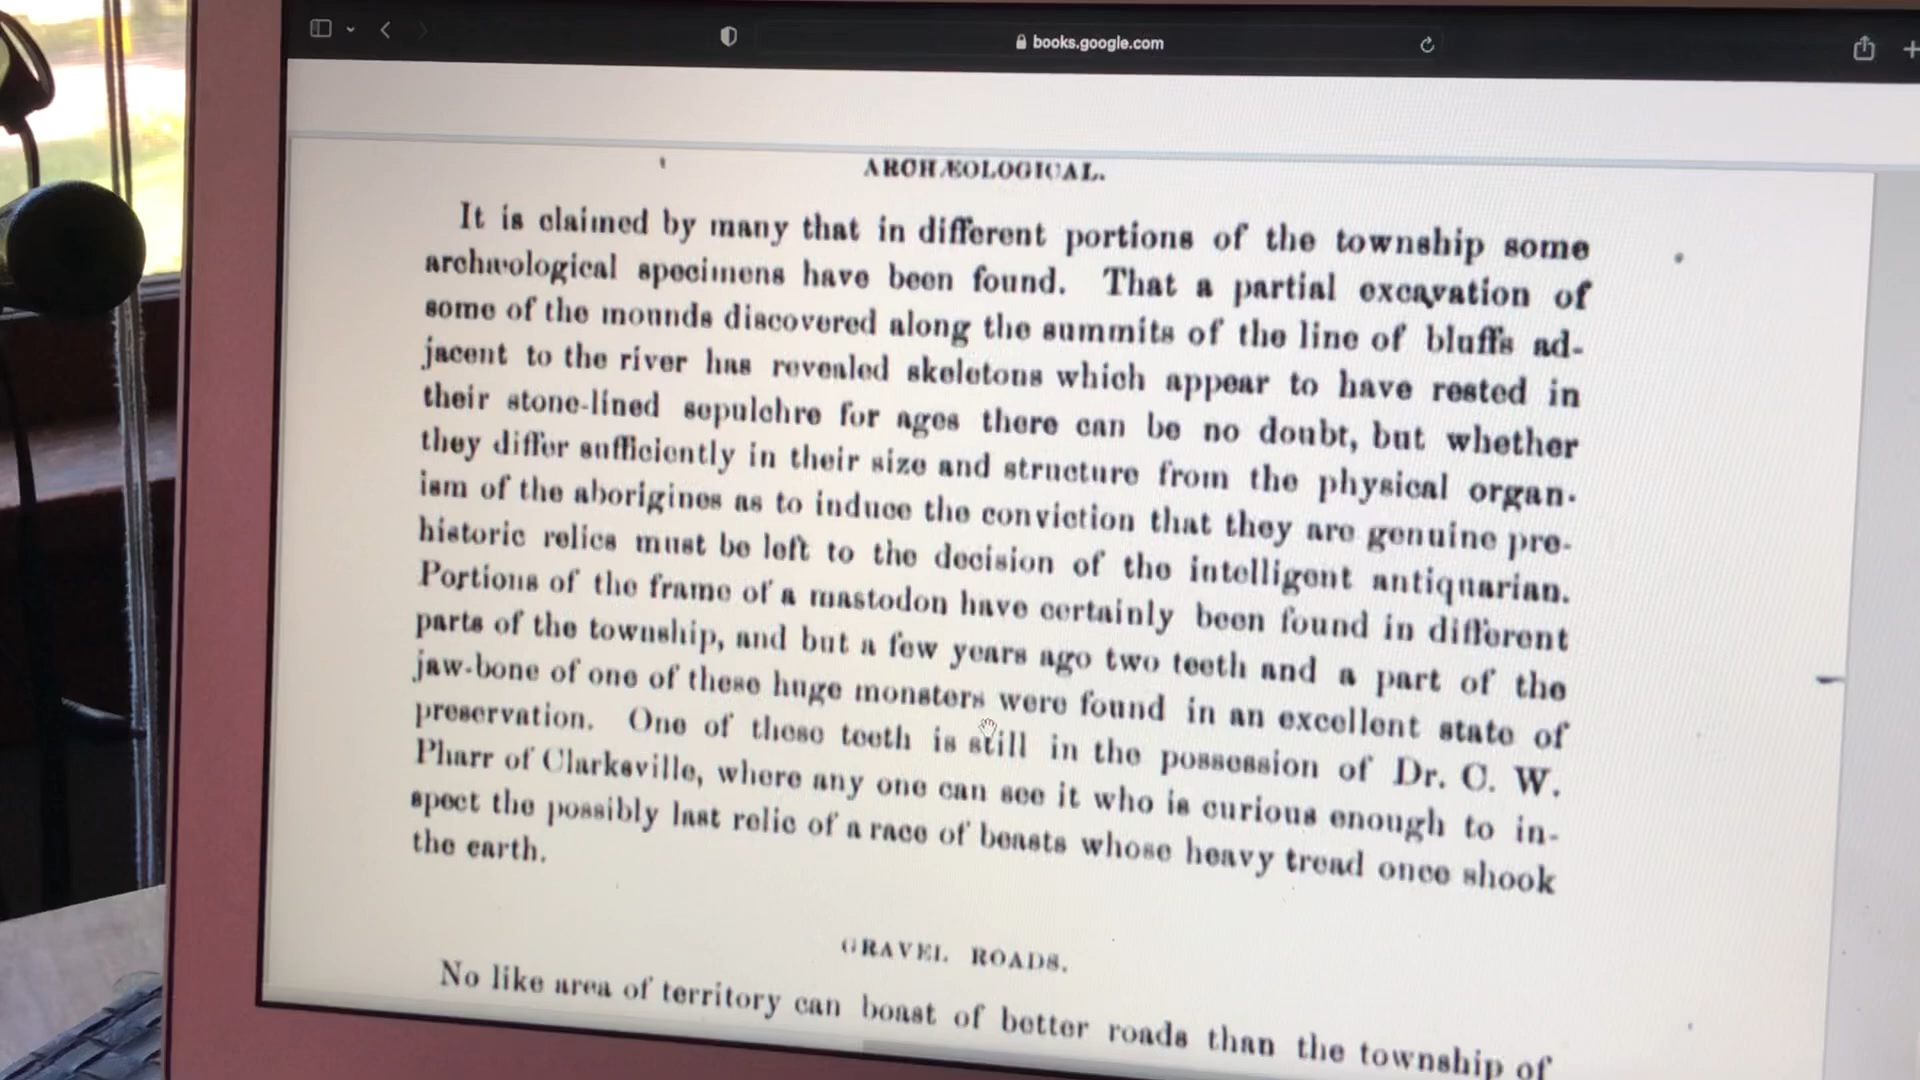 books.google.com
ARCHÆOLOGICAL.
It is claimed by many that in different portions of the township some
archæological specimens have been found. That a partial excavation of
some of the mounds discovered along the summits of the line of bluffs ad-
jacent to the river has revealed skeletons which appear to have rested in
their stone-lined sepulchre for ages there can be no doubt, but whether
they differ sufficiently in their size and structure from the physical organ-
ism of the aborigines as to induce the conviction that they are genuine pre-
historic relics must be left to the decision of the intelligent antiquarian.
Portions of the frame of a mastodon have certainly been found in different
parts of the township, and but a few years ago two teeth and a part of the
jaw-bone of one of these huge monsters were found in an excellent state of
preservation. One of these teeth is still in the possession of Dr. C. W.
Pharr of Clarksville, where any one can see it who is curious enough to in-
spect the possibly last relic of a race of beasts whose heavy tread once shook
the earth.
GRAVEL ROADS.
No like area of territory can boast of better roads than the township of